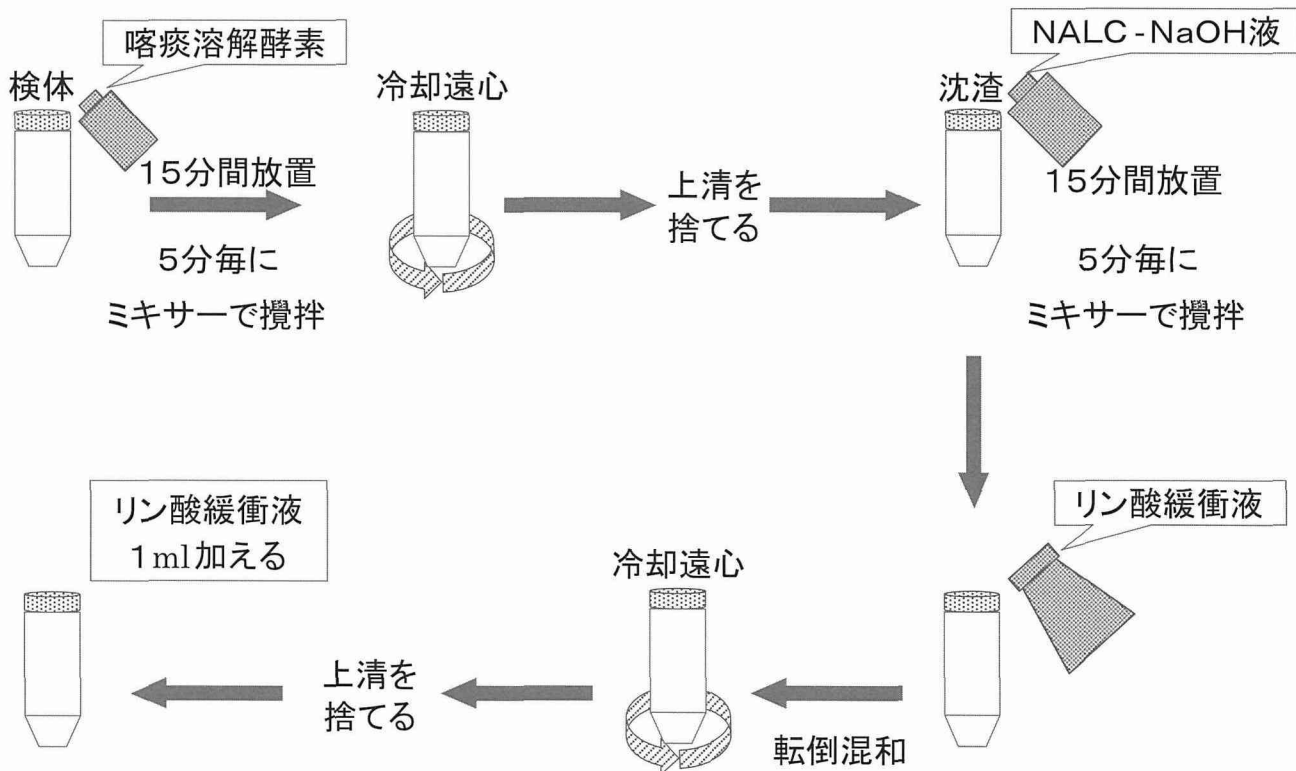 喀痰溶解酵素
検体
15分間放置
5分毎に
ミキサーで攪拌
冷却遠心
上清を
捨てる
NALC-NaOH液
沈渣
15分間放置
5分毎に
ミキサーで攪拌
リン酸緩衝液
転倒混和
冷却遠心
上清を
捨てる
リン酸緩衝液
1ml加える